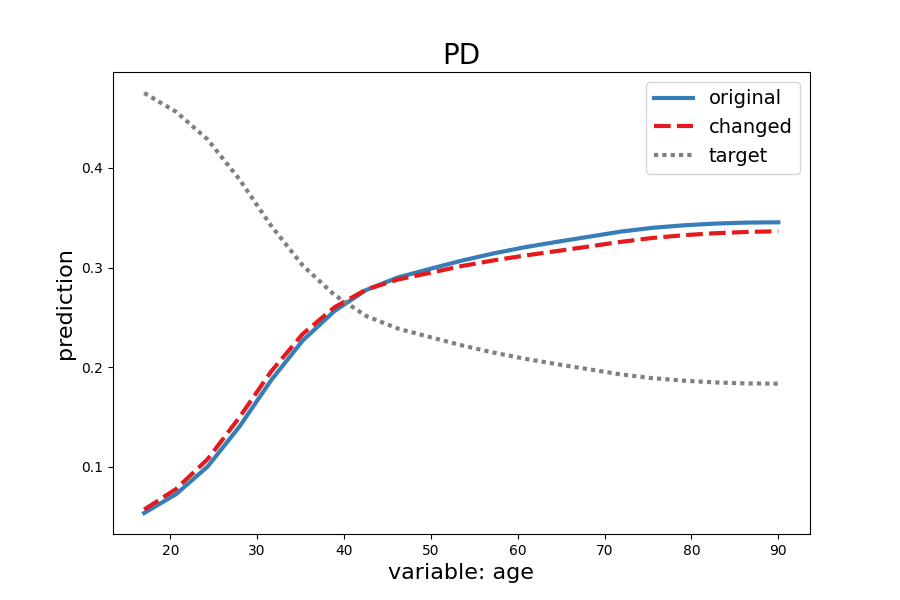 PD
original
changed
target
prediction
0.4
0.3
0.2
0.1
20 30 40 50 60 70 80 90
variable: age